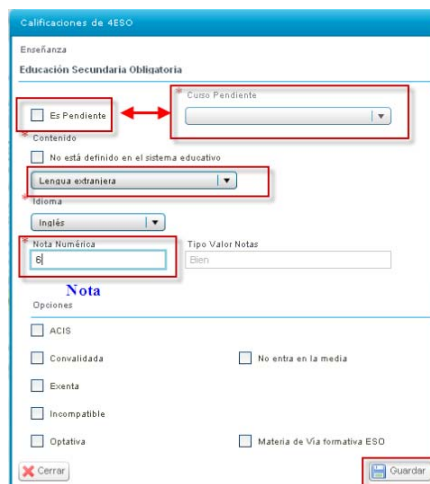 Calificaciones de 4ESO
Enseñanza
Educación Secundaria Obligatoria
* Curso Pendiente
Es Pendiente
* Contenido
No está definido en el sistema educativo
Lengua extranjera
* Idioma
Inglés
* Nota Numérica
Tipo Valor Notas
6
Bien
Nota
Opciones
ACIS
Convalidada
No entra en la media
Exenta
Incompatible
Optativa
Materia de Vía formativa ESO
Cerrar
Guardar